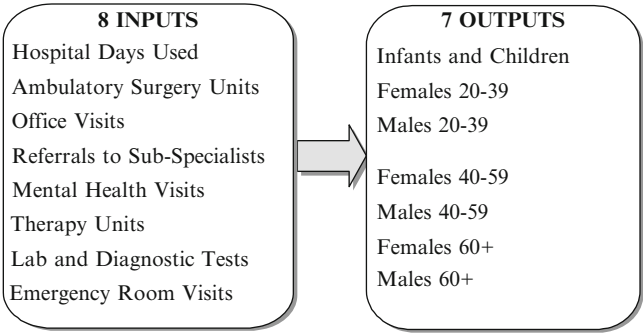 8 INPUTS
Hospital Days Used
Ambulatory Surgery Units
Office Visits
Referrals to Sub-Specialists
Mental Health Visits
Therapy Units
Lab and Diagnostic Tests
Emergency Room Visits
7 OUTPUTS
Infants and Children
Females 20-39
Males 20-39
Females 40-59
Males 40-59
Females 60+
Males 60+